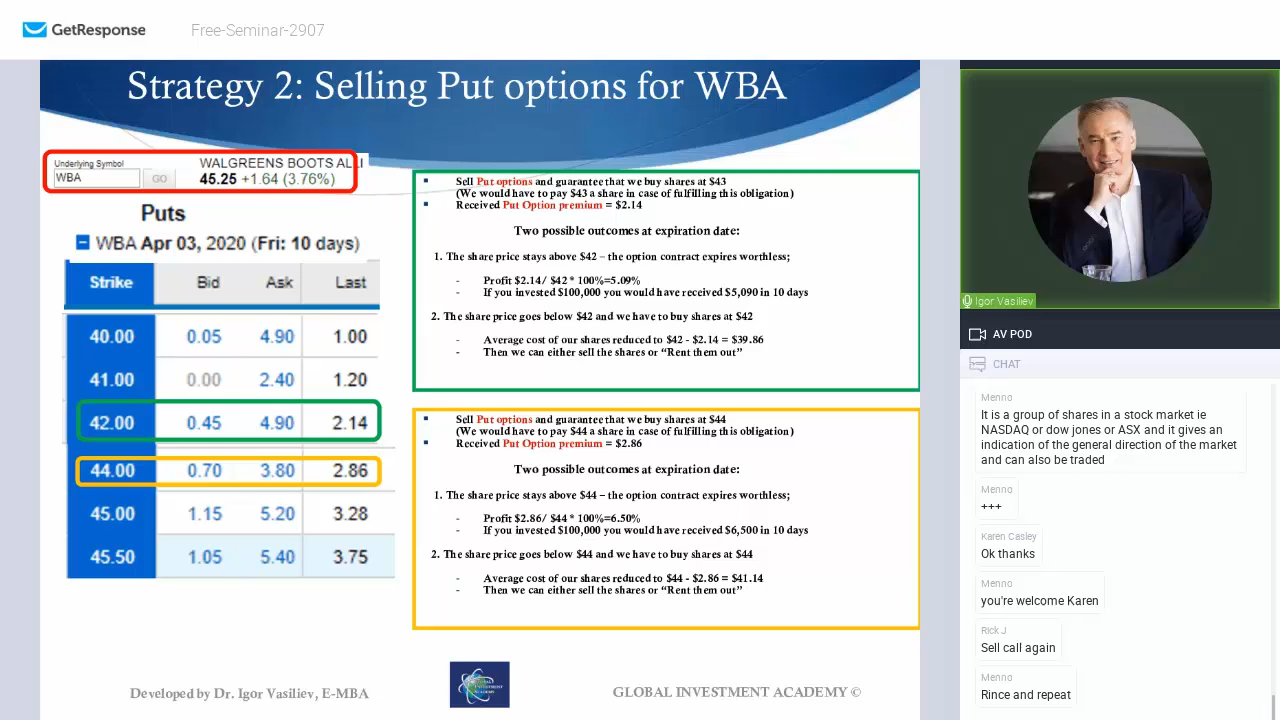 GetResponse
Free-Seminar-2907
Strategy 2: Selling Put options for WBA
Underlying Symbol
WBA
GO
WALGREENS BOOTS ALLI
45.25 +1.64 (3.76%)
Puts
WBA Apr 03, 2020 (Fri: 10 days)
Strike Bid Ask Last
40.00 0.05 4.90 1.00
41.00 0.00 2.40 1.20
42.00 0.45 4.90 2.14
44.00 0.70 3.80 2.86
45.00 1.15 5.20 3.28
45.50 1.05 5.40 3.75
Sell Put options and guarantee that we buy shares at $43
(We would have to pay $43 a share in case of fulfilling this obligation)
Received Put Option premium = $2.14
Two possible outcomes at expiration date:
1. The share price stays above $42 – the option contract expires worthless;
- Profit $2.14/ $42 * 100%=5.09%
- If you invested $100,000 you would have received $5,090 in 10 days
2. The share price goes below $42 and we have to buy shares at $42
- Average cost of our shares reduced to $42 - $2.14 = $39.86
- Then we can either sell the shares or “Rent them out”
Sell Put options and guarantee that we buy shares at $44
(We would have to pay $44 a share in case of fulfilling this obligation)
Received Put Option premium = $2.86
Two possible outcomes at expiration date:
1. The share price stays above $44 – the option contract expires worthless;
- Profit $2.86/ $44 * 100%=6.50%
- If you invested $100,000 you would have received $6,500 in 10 days
2. The share price goes below $44 and we have to buy shares at $44
- Average cost of our shares reduced to $44 - $2.86 = $41.14
- Then we can either sell the shares or “Rent them out”
Developed by Dr. Igor Vasiliev, E-MBA
GLOBAL INVESTMENT ACADEMY ©
Igor Vasiliev
AV POD
CHAT
Menno
It is a group of shares in a stock market ie
NASDAQ or dow jones or ASX and it gives an
indication of the general direction of the market
and can also be traded
Menno
+++
Karen Casley
Ok thanks
Menno
you're welcome Karen
Rick J
Sell call again
Menno
Rince and repeat